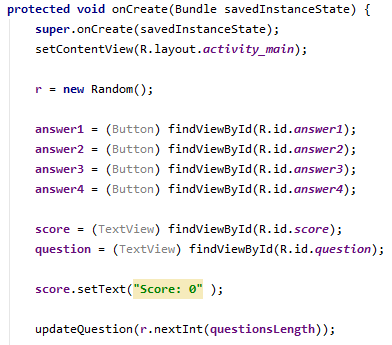 protected void onCreate(Bundle savedInstanceState) {
super.onCreate(savedInstanceState);
setContentView(R.layout.activity_main);
r = new Random();
answer1 = (Button) findViewById(R.id.answer1);
answer2 = (Button) findViewById(R.id.answer2);
answer3 = (Button) findViewById(R.id.answer3);
answer4 = (Button) findViewById(R.id.answer4);
score = (TextView) findViewById(R.id.score);
question = (TextView) findViewById(R.id.question);
score.setText("Score: 0" );
updateQuestion(r.nextInt(questionsLength));